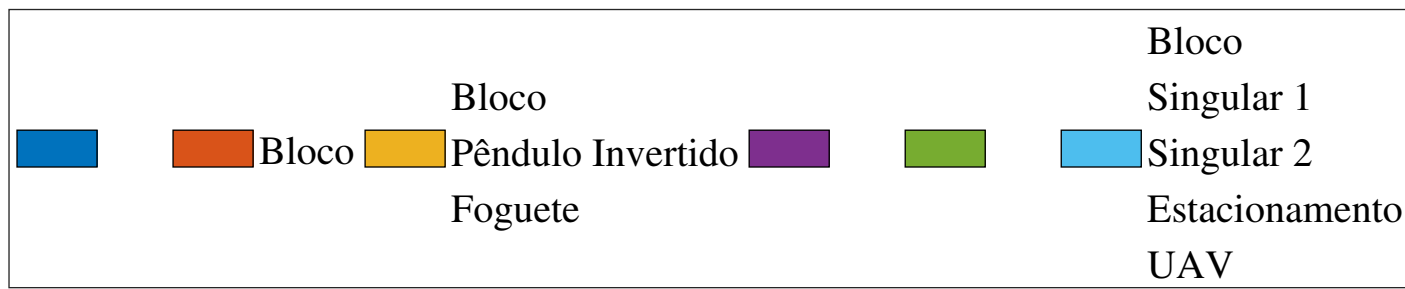 Bloco
Bloco
Pêndulo Invertido
Foguete
Bloco
Singular 1
Singular 2
Estacionamento
UAV